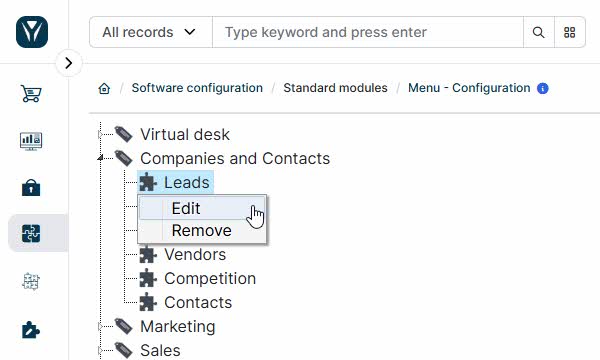 All records Type keyword and press enter
/ Software configuration / Standard modules / Menu - Configuration i
Virtual desk
Companies and Contacts
Leads
Edit
Remove
Vendors
Competition
Contacts
Marketing
Sales